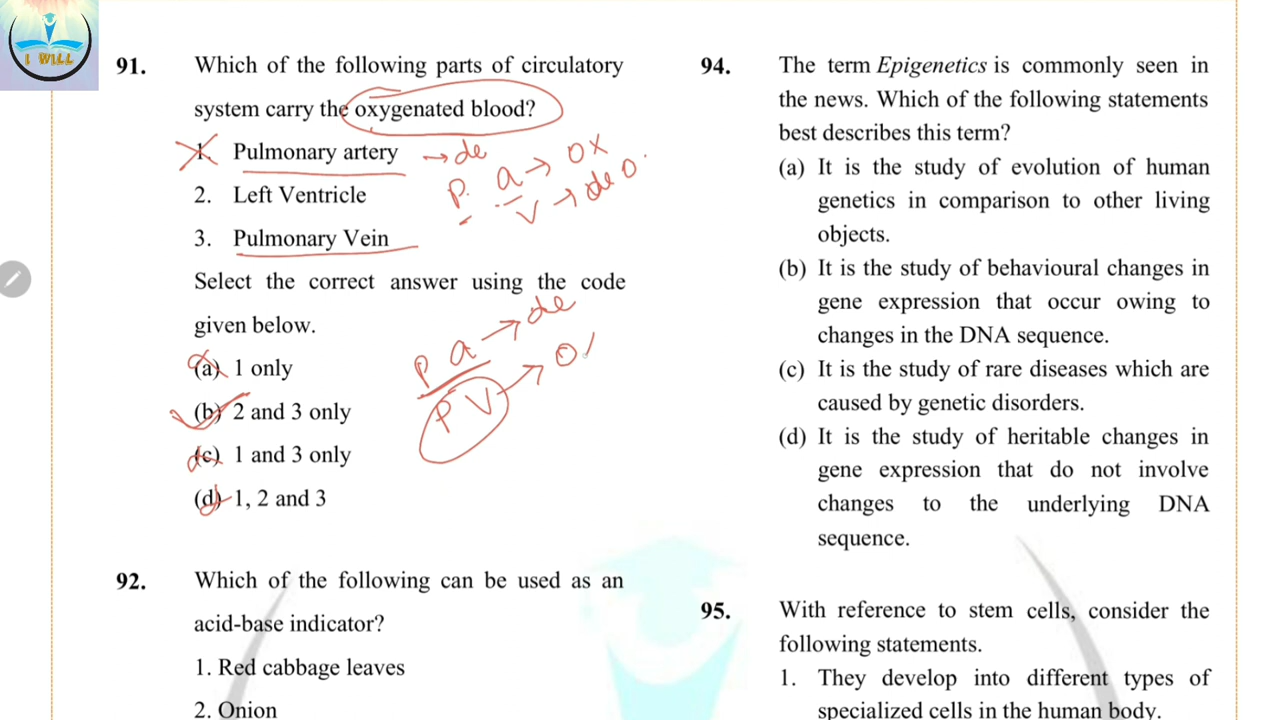 I WILL
91. Which of the following parts of circulatory
system carry the oxygenated blood?
1. Pulmonary artery → de
2. Left Ventricle
3. Pulmonary Vein
p. a → ox
v → de o
Select the correct answer using the code
given below.
(a) 1 only
(b) 2 and 3 only
(c) 1 and 3 only
(d) 1, 2 and 3
P a → de
P V → O
92. Which of the following can be used as an
acid-base indicator?
1. Red cabbage leaves
2. Onion
94. The term Epigenetics is commonly seen in
the news. Which of the following statements
best describes this term?
(a) It is the study of evolution of human
genetics in comparison to other living
objects.
(b) It is the study of behavioural changes in
gene expression that occur owing to
changes in the DNA sequence.
(c) It is the study of rare diseases which are
caused by genetic disorders.
(d) It is the study of heritable changes in
gene expression that do not involve
changes to the underlying DNA
sequence.
95. With reference to stem cells, consider the
following statements.
1. They develop into different types of
specialized cells in the human body.